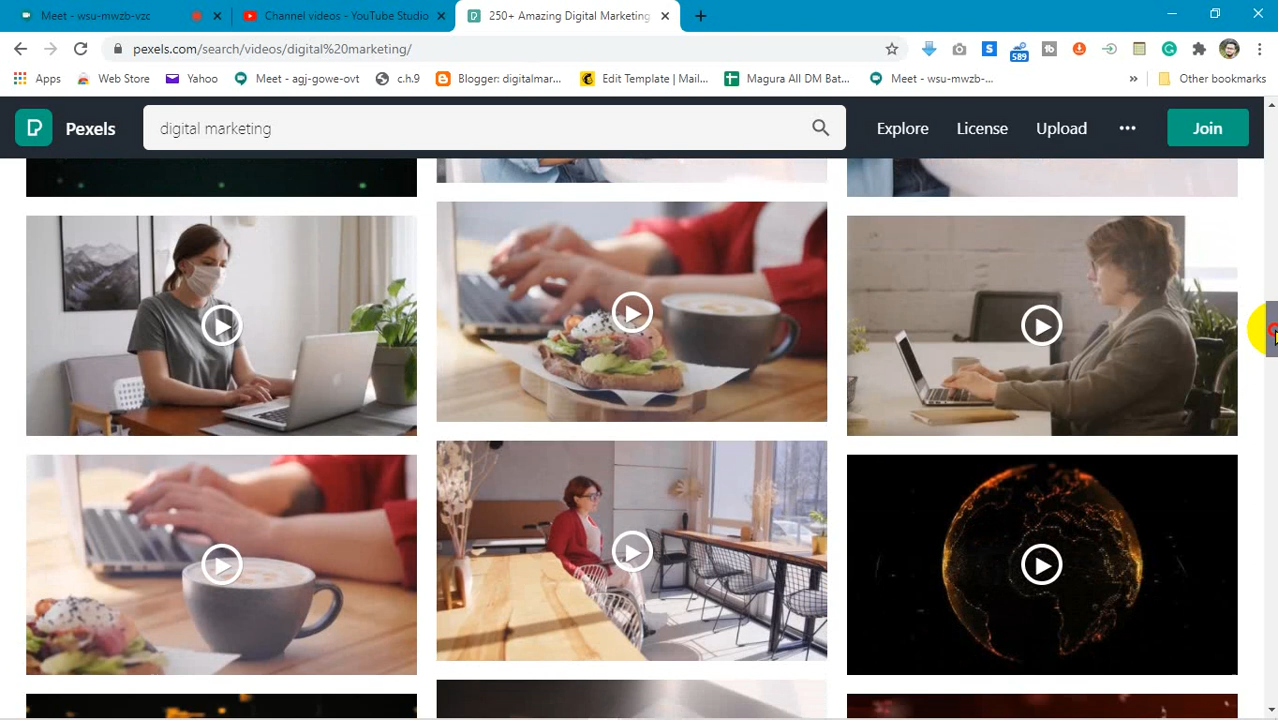 Meet - wsu-mwzb-vzc
Channel videos - YouTube Studio
250+ Amazing Digital Marketing
pexels.com/search/videos/digital%20marketing/
589
Apps
Web Store
Yahoo
Meet - agj-gowe-ovt
c.h.9
Blogger: digitalmar...
Edit Template | Mail...
Magura All DM Bat...
Meet - wsu-mwzb-...
Other bookmarks
Pexels
digital marketing
Explore
License
Upload
Join